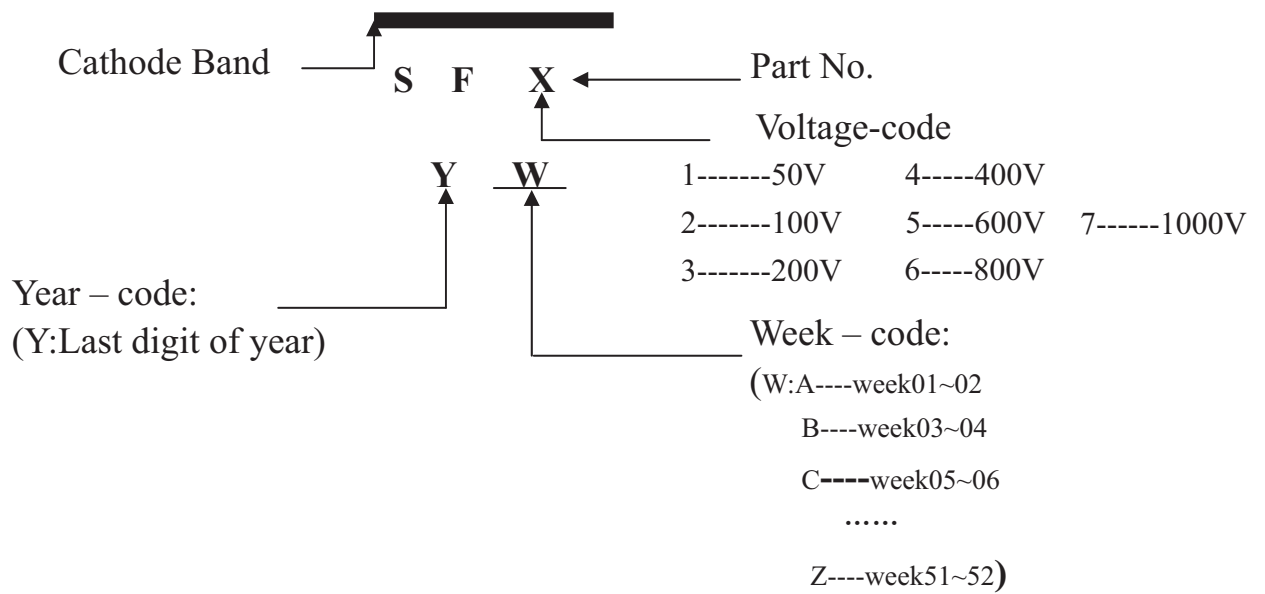 Cathode Band
S F X
Part No.
Voltage-code
Y W
1-------50V 4-----400V
2-------100V 5-----600V 7------1000V
3-------200V 6-----800V
Year – code:
(Y:Last digit of year)
Week – code:
(W:A----week01~02
B----week03~04
C----week05~06
......
Z----week51~52)